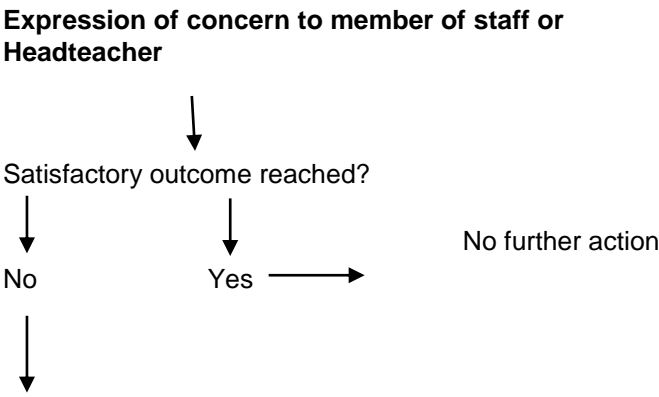 Expression of concern to member of staff or
Headteacher
Satisfactory outcome reached?
No further action
No
Yes